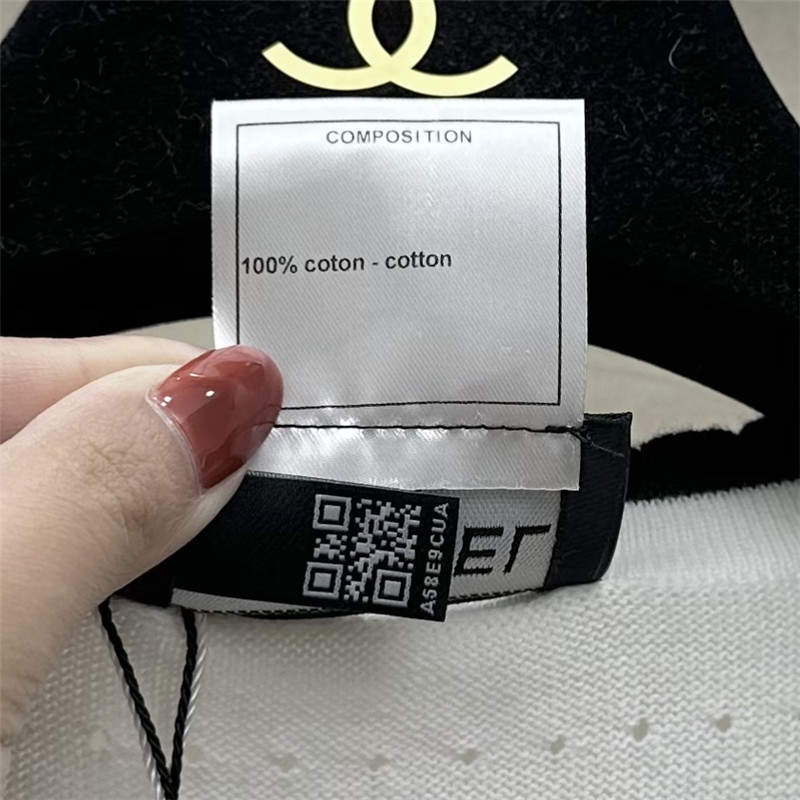 COMPOSITION
100% coton - cotton
A58E9CUA